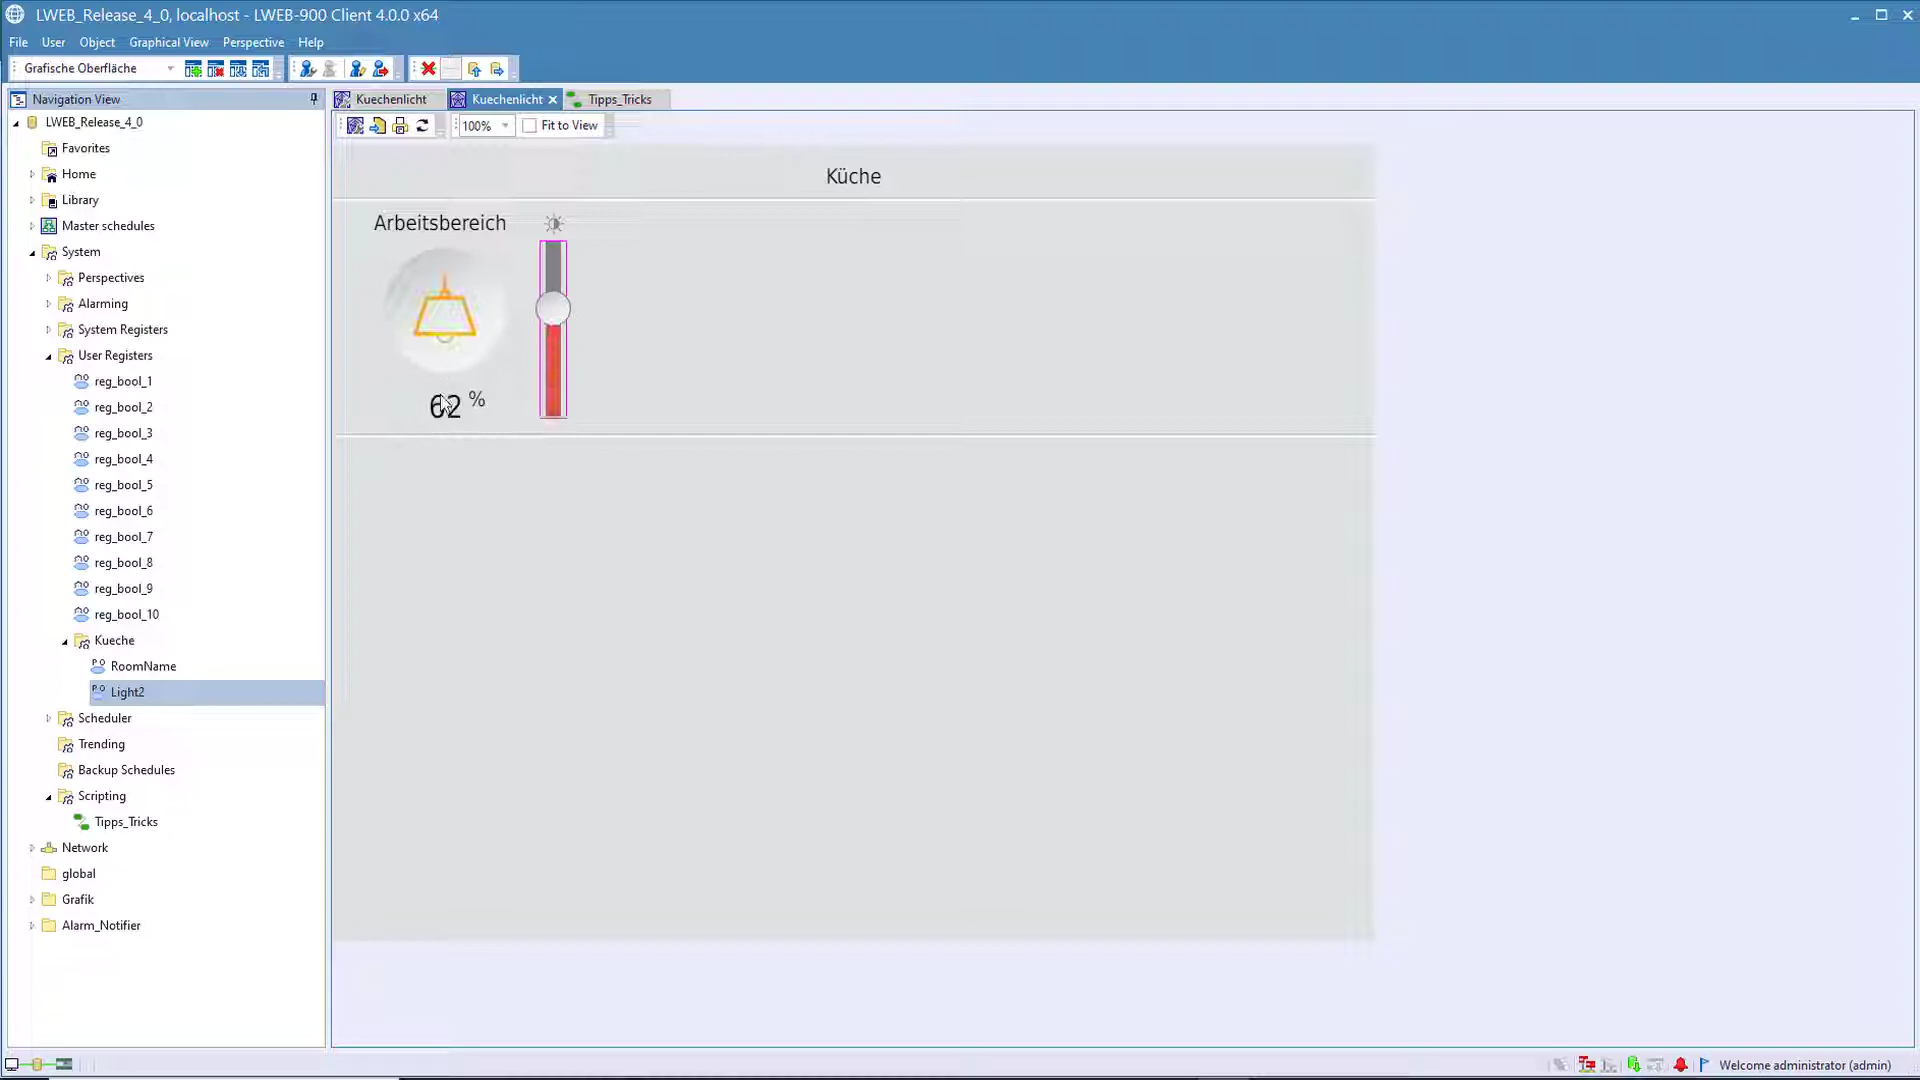 LWEB_Release_4_0, localhost - LWEB-900 Client 4.0.0 x64
File User Object Graphical View Perspective Help
Grafische Oberfläche
Navigation View
Kuechenlicht Kuechenlicht Tipps_Tricks
100% Fit to View
LWEB_Release_4_0
Favorites
Home
Library
Master schedules
System
Perspectives
Alarming
System Registers
User Registers
reg_bool_1
reg_bool_2
reg_bool_3
reg_bool_4
reg_bool_5
reg_bool_6
reg_bool_7
reg_bool_8
reg_bool_9
reg_bool_10
Kueche
RoomName
Light2
Scheduler
Trending
Backup Schedules
Scripting
Tipps_Tricks
Network
global
Grafik
Alarm_Notifier
Küche
Arbeitsbereich
62 %
Welcome administrator (admin)